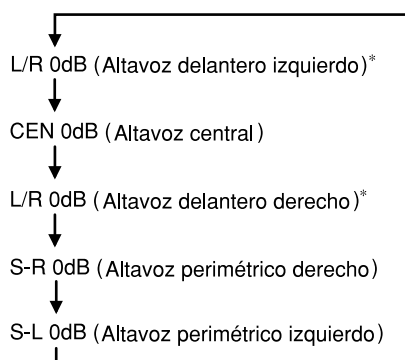 L/R 0dB (Altavoz delantero izquierdo)*
CEN 0dB (Altavoz central)
L/R 0dB (Altavoz delantero derecho)*
S-R 0dB (Altavoz perimétrico derecho)
S-L 0dB (Altavoz perimétrico izquierdo)